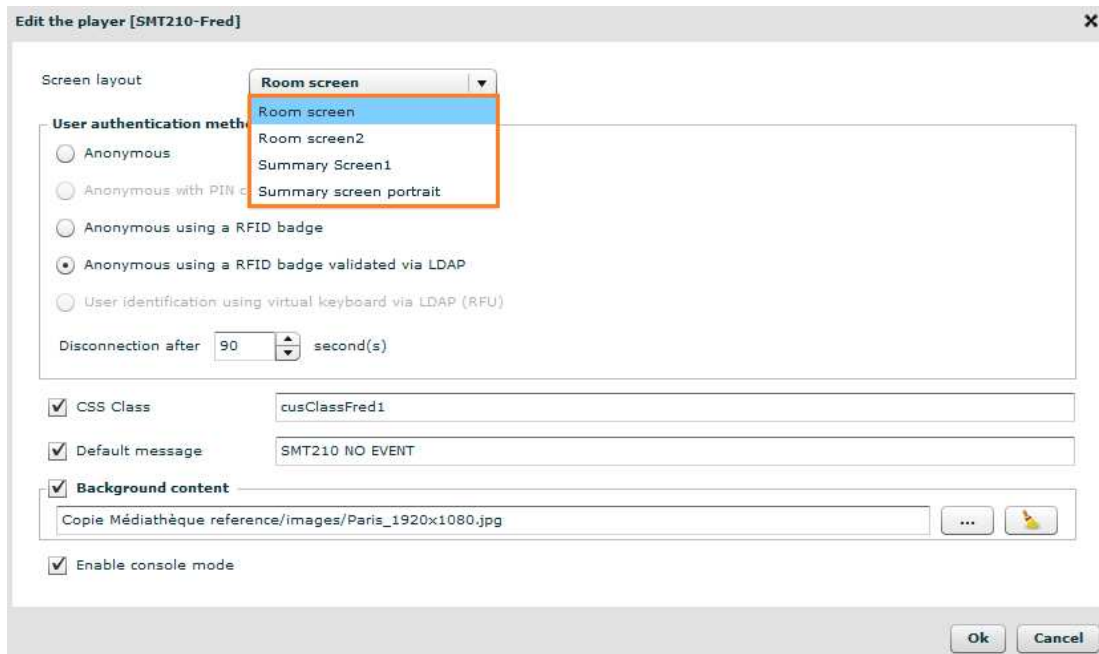 Edit the player [SMT210-Fred]
Screen layout
Room screen
Room screen
Room screen2
Summary Screen1
Summary screen portrait
User authentication
Anonymous
Anonymous with PIN
Anonymous using a RFID badge
Anonymous using a RFID badge validated via LDAP
User identification using virtual keyboard via LDAP (RFU)
Disconnection after 90 second(s)
CSS Class cusClassFred1
Default message SMT210 NO EVENT
Background content
Copie Médiathèque reference/images/Paris_1920x1080.jpg ...
Enable console mode
Ok Cancel